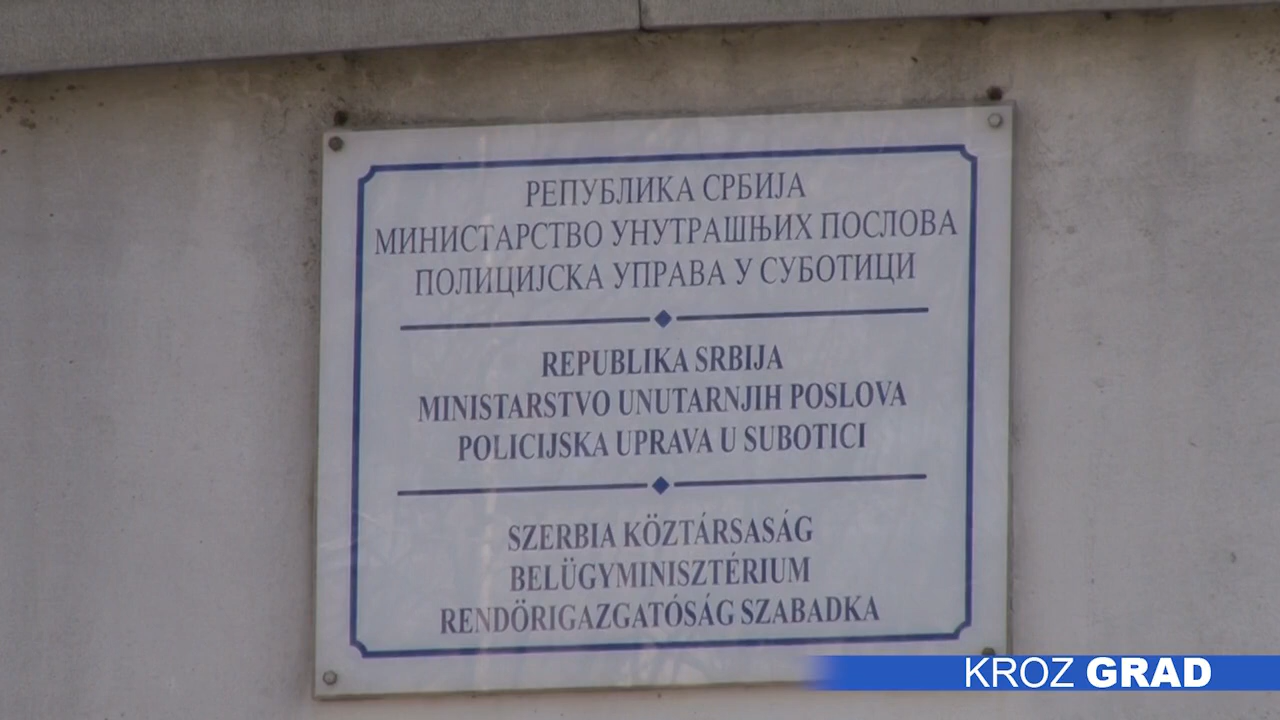 РЕПУБЛИКА СРБИЈА
МИНИСТАРСТВО УНУТРАШЊИХ ПОСЛОВА
ПОЛИЦИЈСКА УПРАВА У СУБОТИЦИ
REPUBLIKA SRBIJA
MINISTARSTVO UNUTARNJIH POSLOVA
POLICIJSKA UPRAVA U SUBOTICI
SZERBIA KÖZTÁRSASÁG
BELÜGYMINISZTÉRIUM
RENDÖRIGAZGATÓSÁG SZABADKA
KROZ GRAD